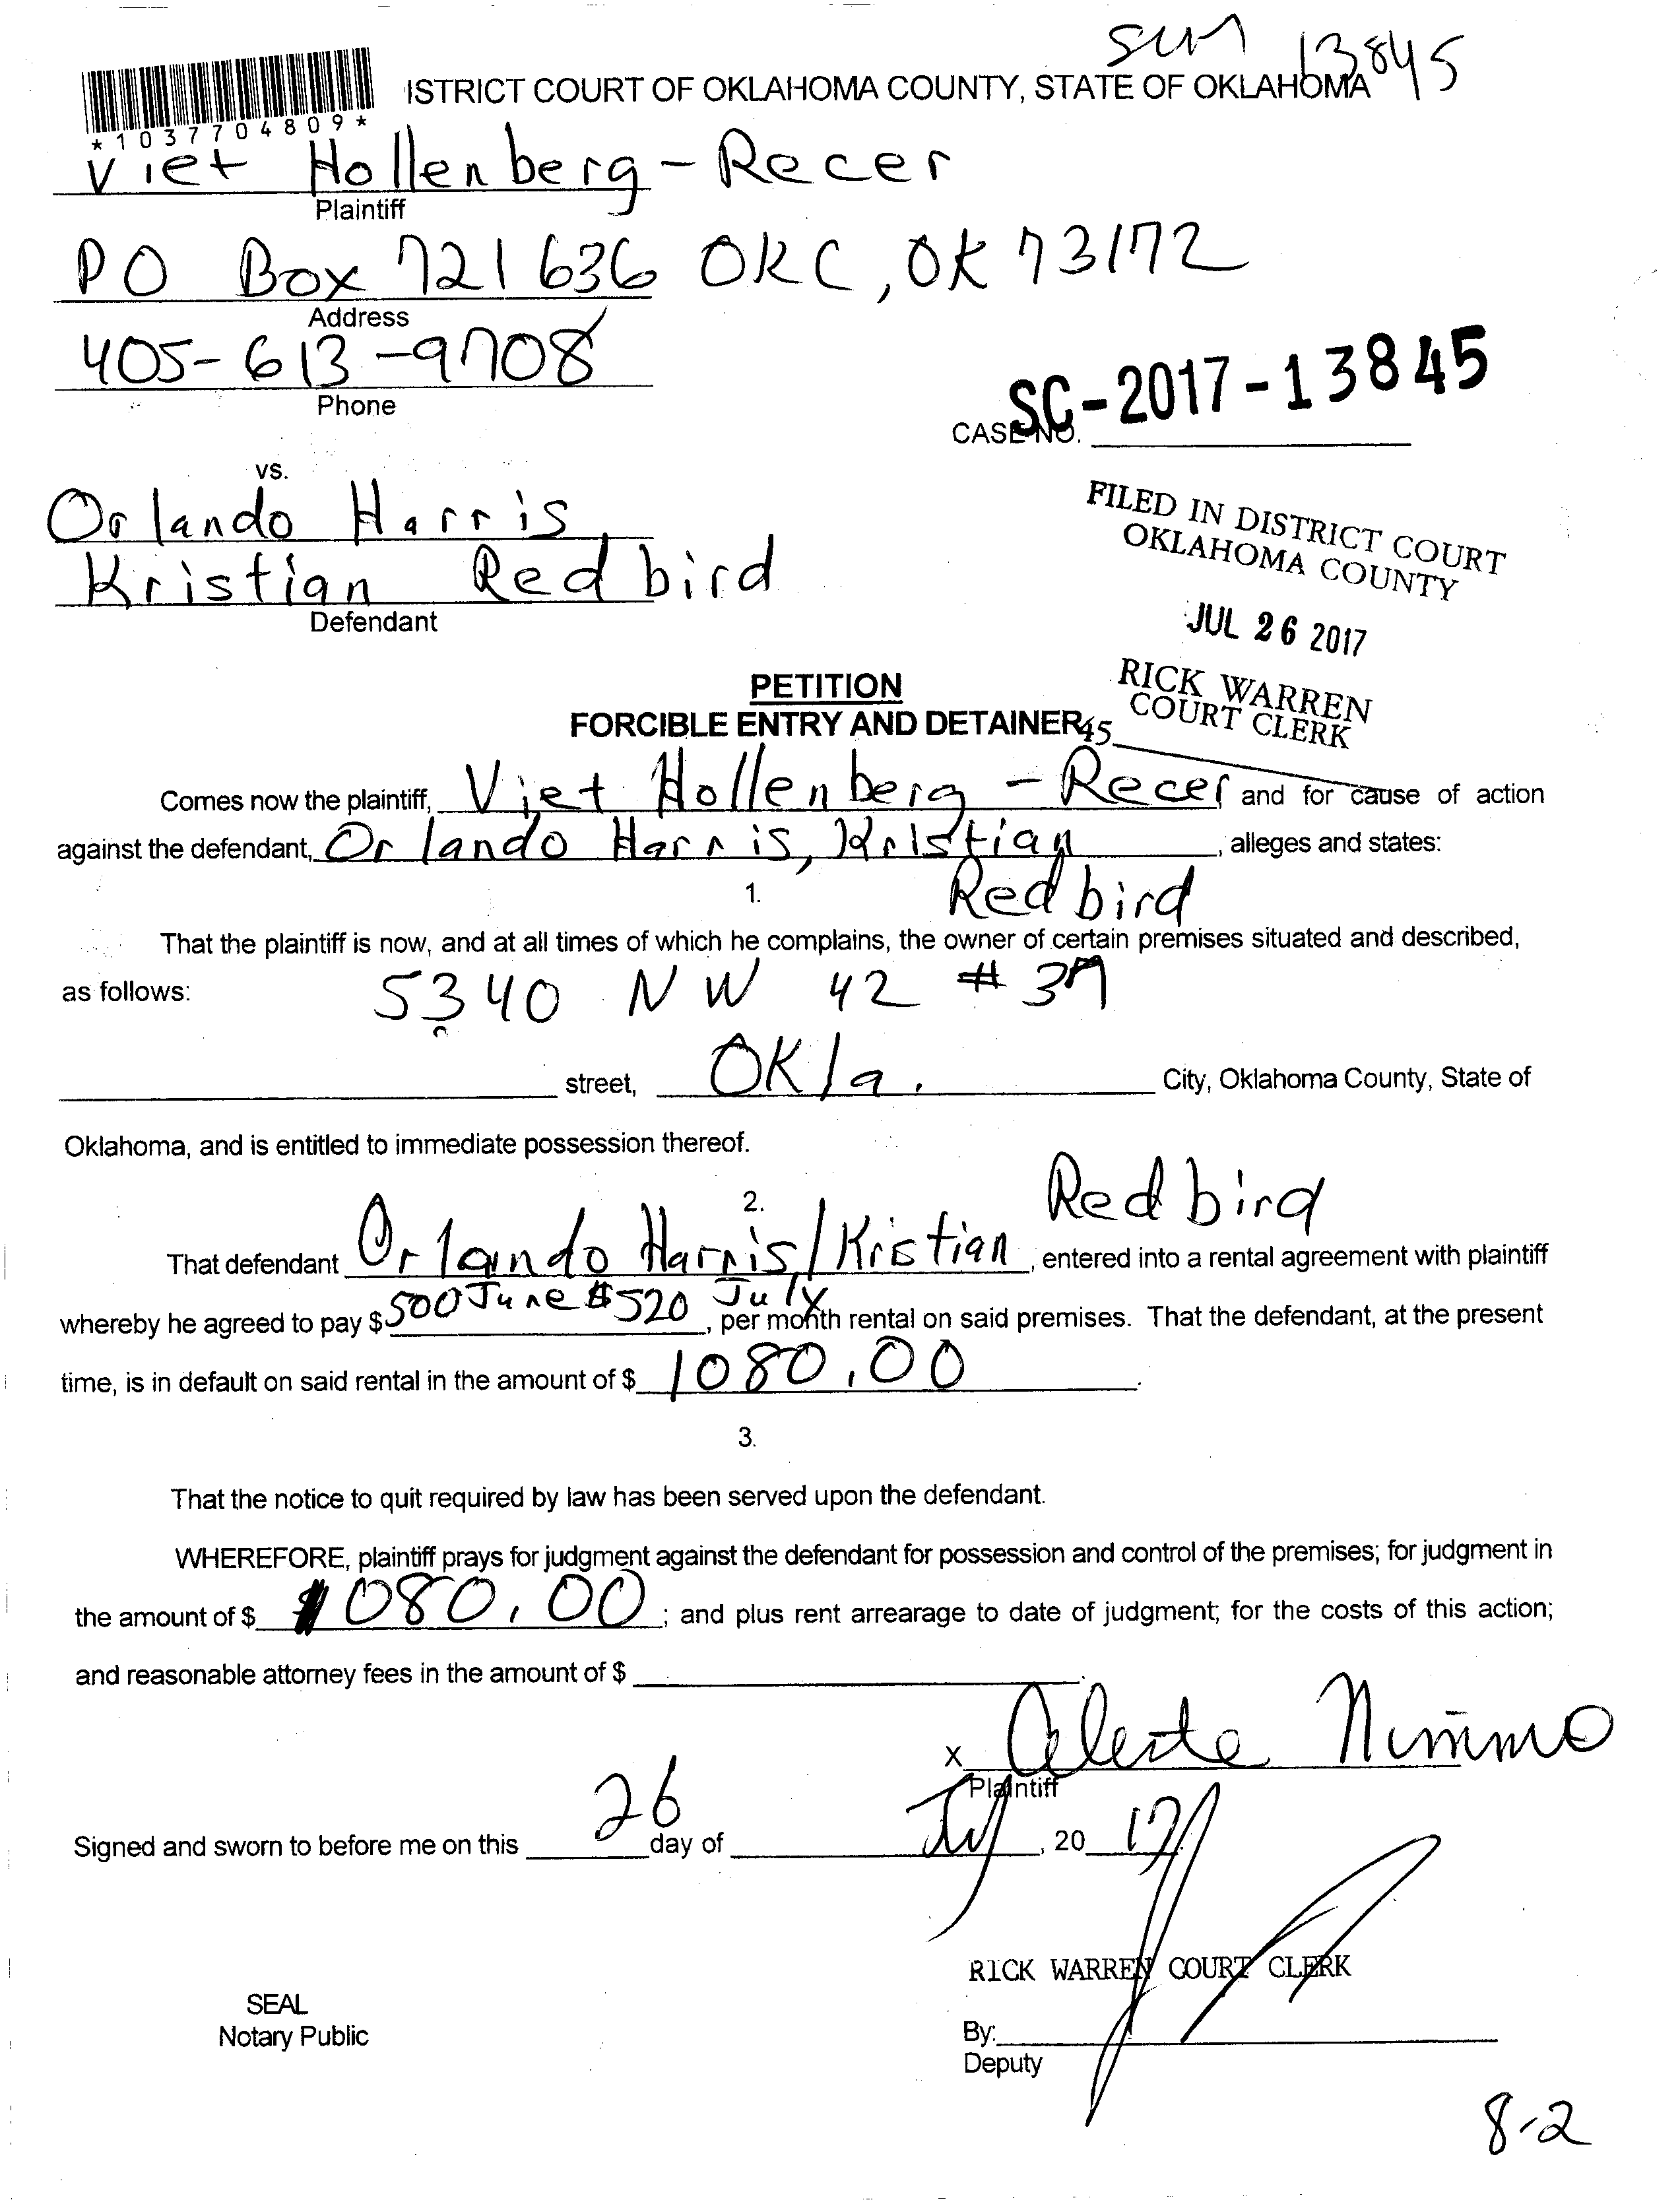 sum 13845
ISTRICT COURT OF OKLAHOMA COUNTY, STATE OF OKLAHOMA
*1037704809*
Viet Hollenberg-Recer
Plaintiff
PO Box 721636 OKC, OK 73172
Address
405-613-9708
Phone
SC-2017-13845
CASE NO.
vs.
Orlando Harris
Kristian Redbird
Defendant
FILED IN DISTRICT COURT
OKLAHOMA COUNTY
JUL 26 2017
RICK WARREN
COURT CLERK
45
PETITION
FORCIBLE ENTRY AND DETAINER
Comes now the plaintiff, Viet Hollenberg - Recer and for cause of action
against the defendant, Orlando Harris, Kristian Redbird, alleges and states:
1.
That the plaintiff is now, and at all times of which he complains, the owner of certain premises situated and described,
as follows: 5340 NW 42 # 37
street, Okla. City, Oklahoma County, State of
Oklahoma, and is entitled to immediate possession thereof.
2.
That defendant Orlando Harris/Kristian Redbird, entered into a rental agreement with plaintiff
whereby he agreed to pay $ 500 June $520 July, per month rental on said premises. That the defendant, at the present
time, is in default on said rental in the amount of $ 1080.00.
3.
That the notice to quit required by law has been served upon the defendant.
WHEREFORE, plaintiff prays for judgment against the defendant for possession and control of the premises; for judgment in
the amount of $ 1080.00; and plus rent arrearage to date of judgment; for the costs of this action;
and reasonable attorney fees in the amount of $
x Celeste Nimmo
Plaintiff
Signed and sworn to before me on this 26 day of July, 2017
RICK WARREN COURT CLERK
SEAL
Notary Public
By:
Deputy
8-2